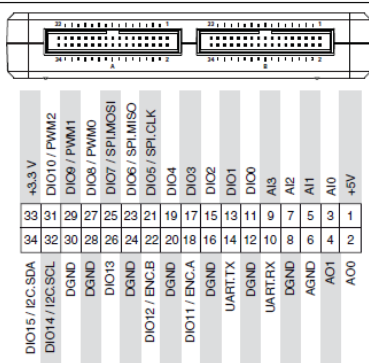 33 1 33 1
34 2 34 2
A B
+3.3 V
DIO10 / PWM2
DIO9 / PWM1
DIO8 / PWM0
DIO7 / SPI.MOSI
DIO6 / SPI.MISO
DIO5 / SPI.CLK
DIO4
DIO3
DIO2
DIO1
DIO0
AI3
AI2
AI1
AI0
+5V
33 31 29 27 25 23 21 19 17 15 13 11 9 7 5 3 1
34 32 30 28 26 24 22 20 18 16 14 12 10 8 6 4 2
DIO15 / I2C.SDA
DIO14 / I2C.SCL
DGND
DGND
DIO13
DGND
DIO12 / ENC.B
DGND
DIO11 / ENC.A
DGND
UART.TX
DGND
UART.RX
DGND
AGND
AO1
AO0